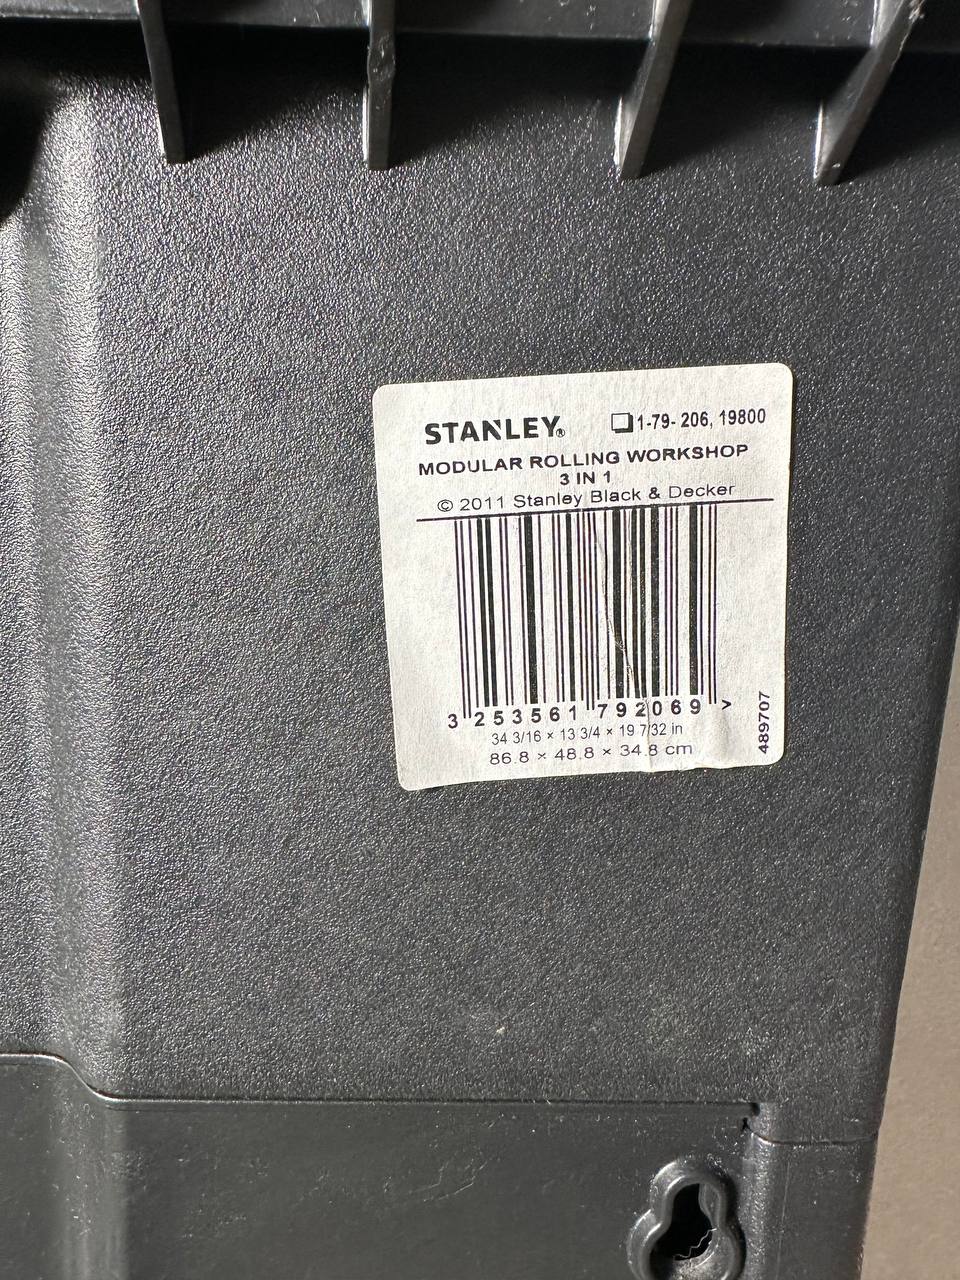 STANLEY® ❏1-79- 206, 19800
MODULAR ROLLING WORKSHOP
3 IN 1
© 2011 Stanley Black & Decker
3 253561 792069 >
34 3/16 × 13 3/4 × 19 7/32 in
86.8 × 48.8 × 34.8 cm
489707